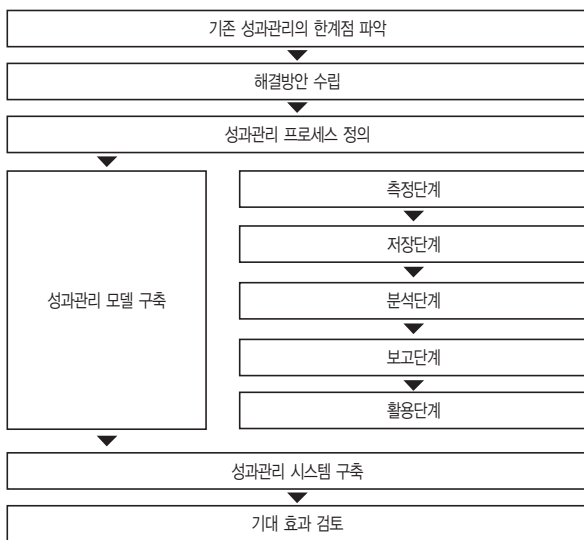 기존 성과관리의 한계점 파악
해결방안 수립
성과관리 프로세스 정의
성과관리 모델 구축
측정단계
저장단계
분석단계
보고단계
활용단계
성과관리 시스템 구축
기대 효과 검토